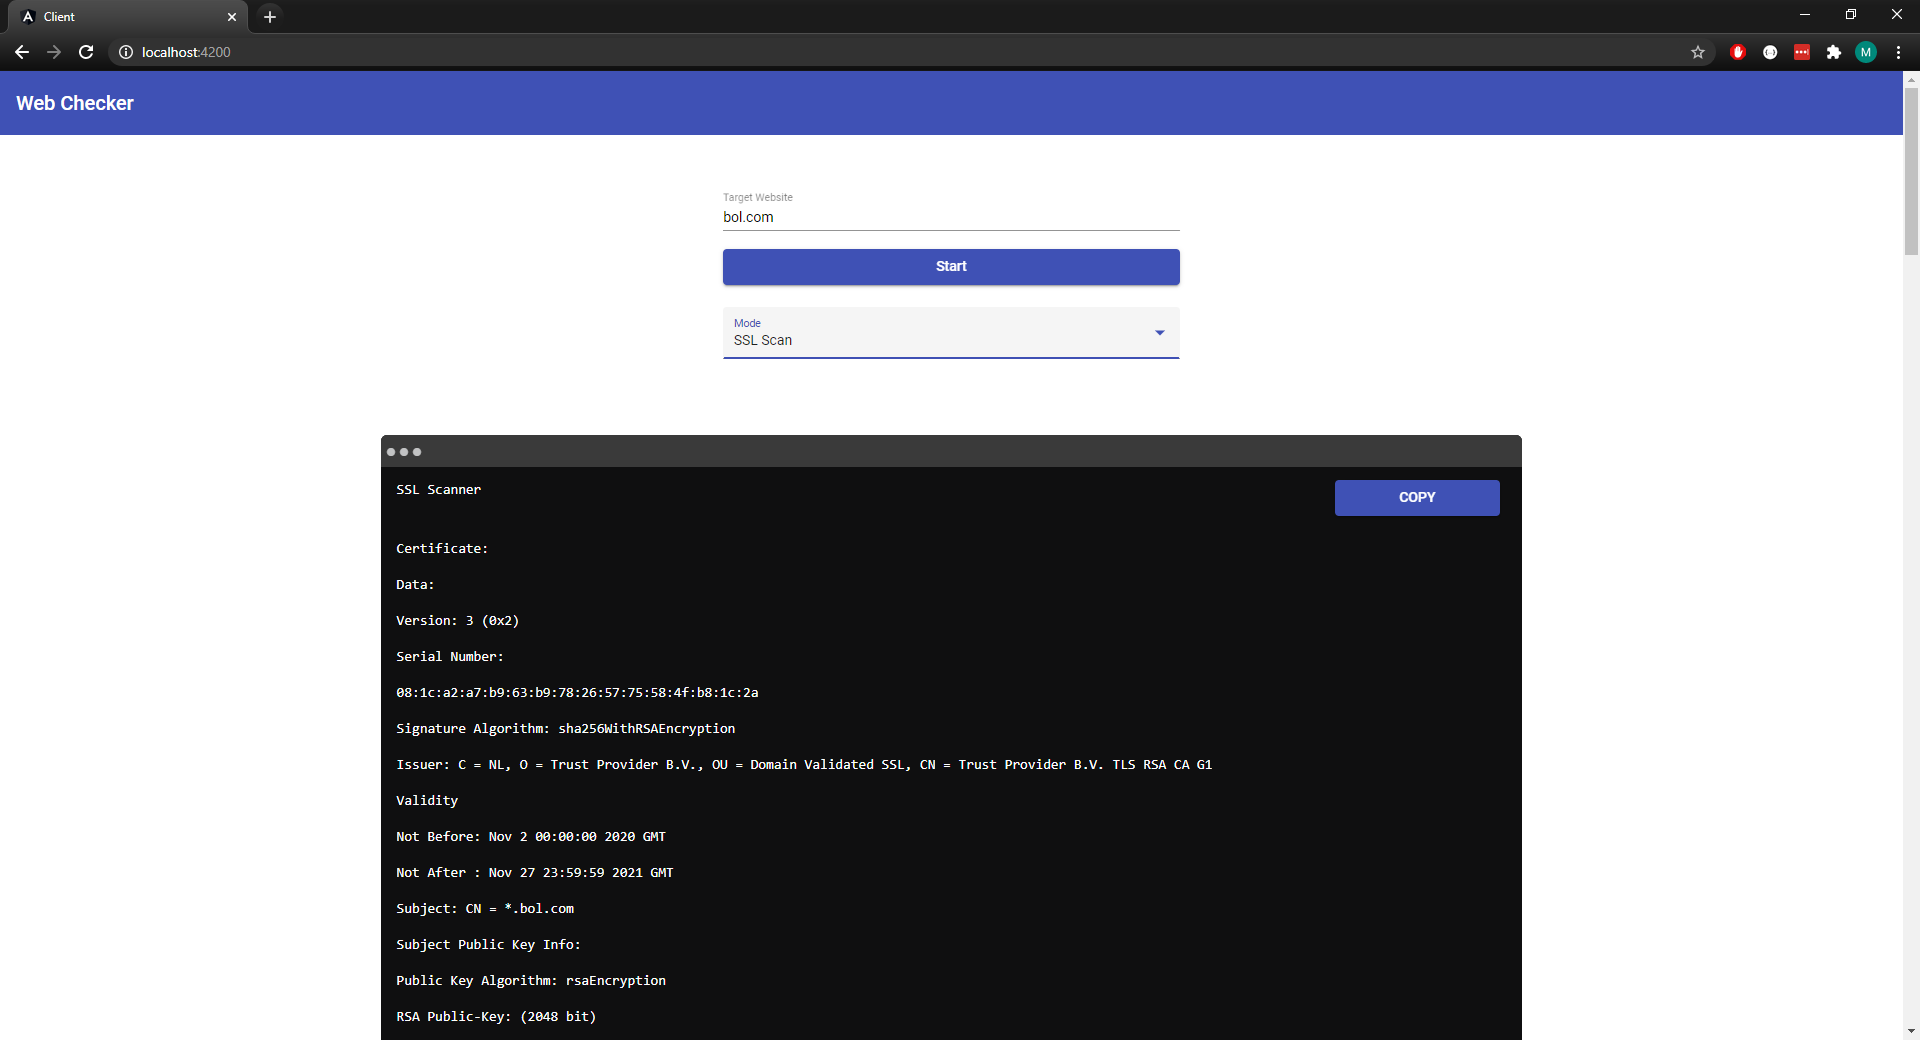 Client
localhost:4200
M
Web Checker
Target Website
bol.com
Start
Mode
SSL Scan
SSL Scanner
COPY
Certificate:
Data:
Version: 3 (0x2)
Serial Number:
08:1c:a2:a7:b9:63:b9:78:26:57:75:58:4f:b8:1c:2a
Signature Algorithm: sha256WithRSAEncryption
Issuer: C = NL, O = Trust Provider B.V., OU = Domain Validated SSL, CN = Trust Provider B.V. TLS RSA CA G1
Validity
Not Before: Nov 2 00:00:00 2020 GMT
Not After : Nov 27 23:59:59 2021 GMT
Subject: CN = *.bol.com
Subject Public Key Info:
Public Key Algorithm: rsaEncryption
RSA Public-Key: (2048 bit)